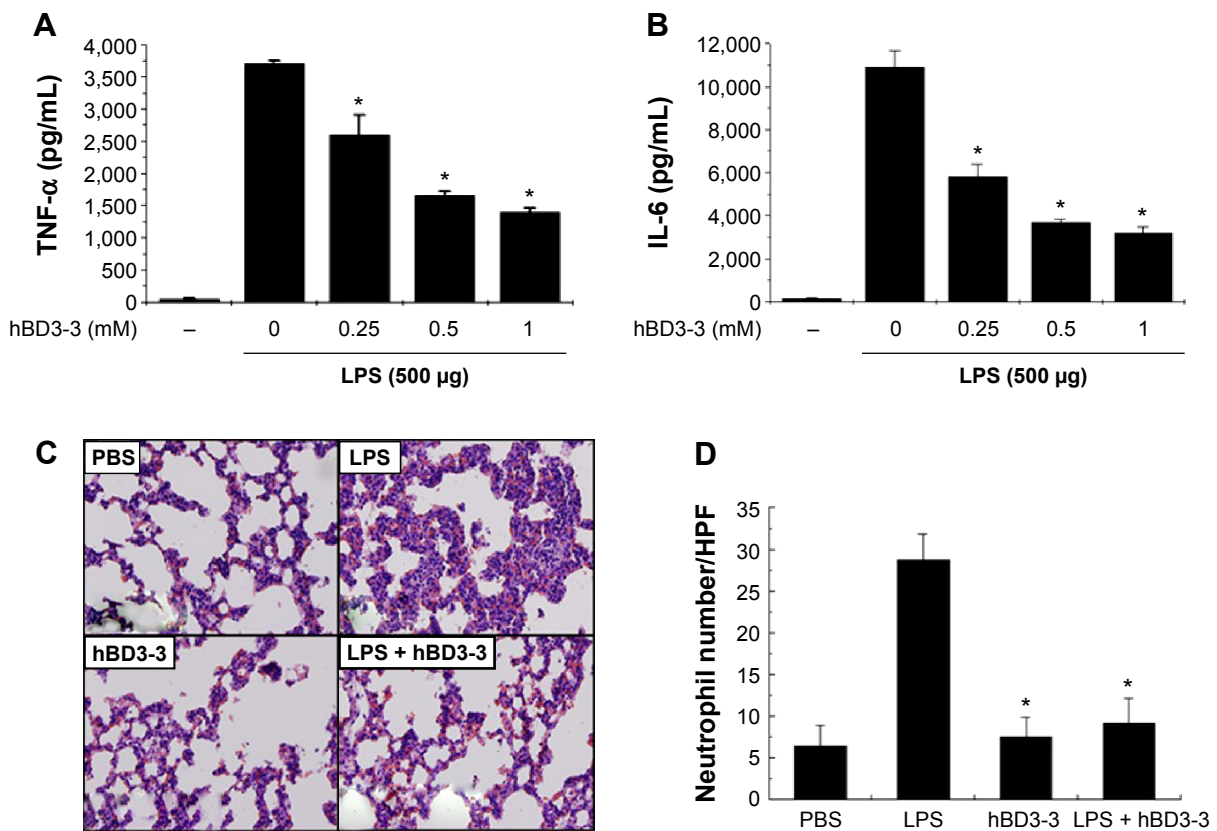 A
TNF-α (pg/mL)
4,000
3,500
3,000
2,500
2,000
1,500
1,000
500
0
* * *
hBD3-3 (mM) – 0 0.25 0.5 1
LPS (500 µg)
B
IL-6 (pg/mL)
12,000
10,000
8,000
6,000
4,000
2,000
0
* * *
hBD3-3 (mM) – 0 0.25 0.5 1
LPS (500 µg)
C
PBS LPS
hBD3-3 LPS + hBD3-3
D
Neutrophil number/HPF
35
30
25
20
15
10
5
0
* *
PBS LPS hBD3-3 LPS + hBD3-3